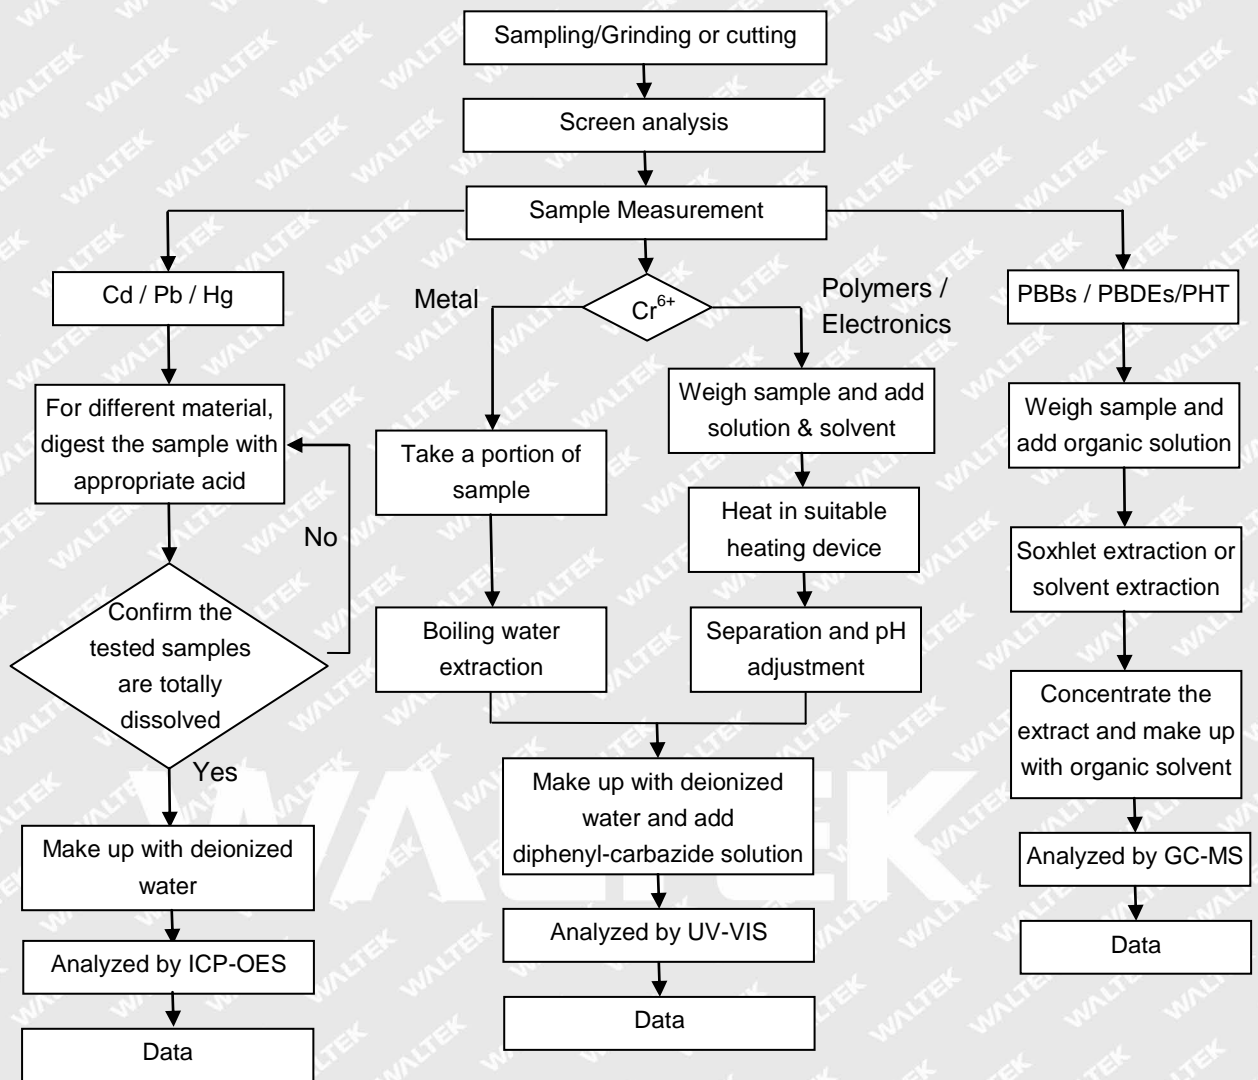 Sampling/Grinding or cutting
Screen analysis
Sample Measurement
Cd / Pb / Hg
For different material,
digest the sample with
appropriate acid
No
Confirm the
tested samples
are totally
dissolved
Yes
Make up with deionized
water
Analyzed by ICP-OES
Data
Cr⁶⁺
Metal
Take a portion of
sample
Boiling water
extraction
Polymers /
Electronics
Weigh sample and add
solution & solvent
Heat in suitable
heating device
Separation and pH
adjustment
Make up with deionized
water and add
diphenyl-carbazide solution
Analyzed by UV-VIS
Data
PBBs / PBDEs/PHT
Weigh sample and
add organic solution
Soxhlet extraction or
solvent extraction
Concentrate the
extract and make up
with organic solvent
Analyzed by GC-MS
Data
WALTEK